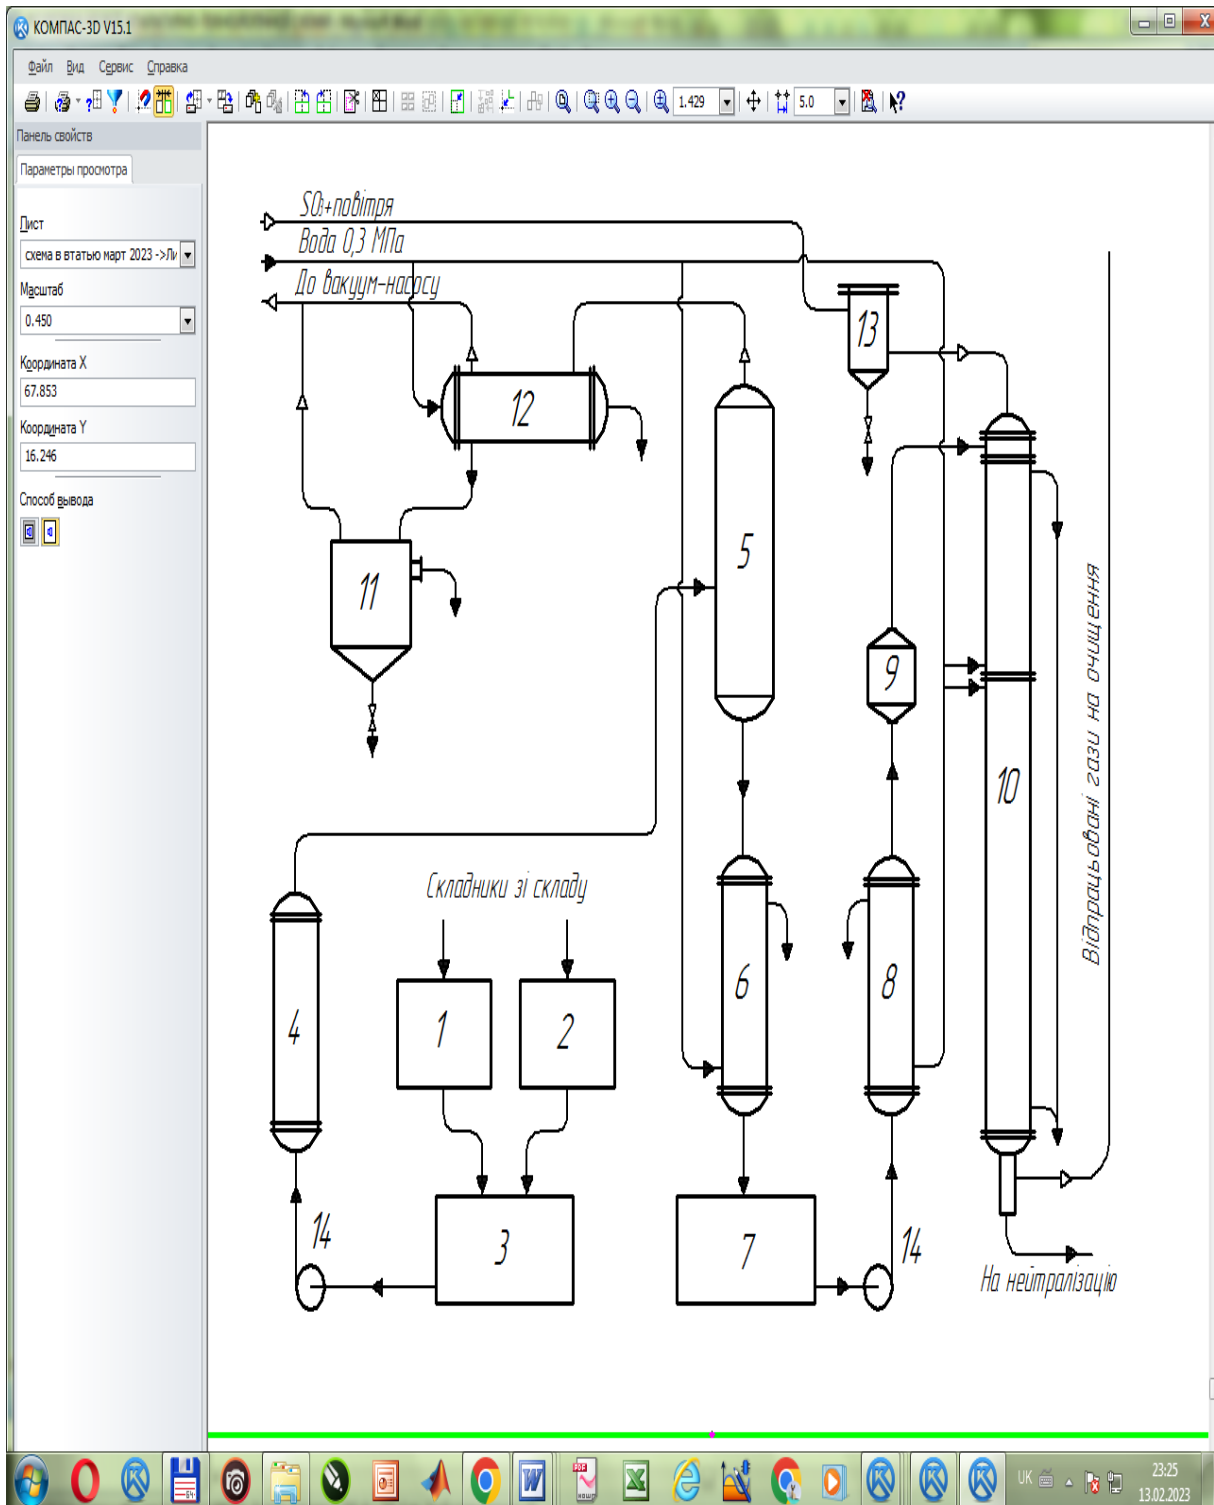 КОМПАС-3D V15.1
Файл Вид Сервис Справка
1.429
5.0
Панель свойств
Параметры просмотра
Лист
схема в втатью март 2023 ->Ли
Масштаб
0.450
Координата X
67.853
Координата Y
16.246
Способ вывода
SO₃+повітря
Вода 0,3 МПа
До вакуум-насосу
13
12
5
11
9
10
Відпрацьовані гази на очищення
Складники зі складу
4
1
2
6
8
14
3
7
14
На нейтралізацію
UK
23:25
13.02.2023